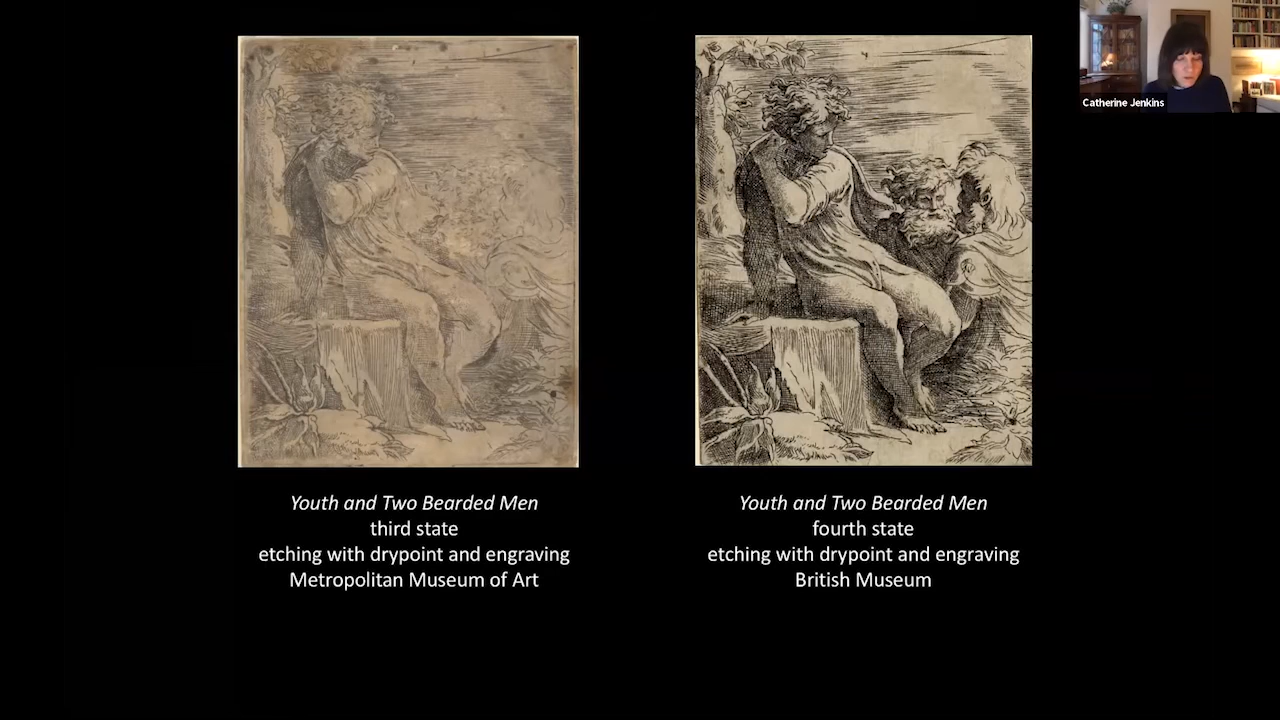 Catherine Jenkins
Youth and Two Bearded Men
third state
etching with drypoint and engraving
Metropolitan Museum of Art
Youth and Two Bearded Men
fourth state
etching with drypoint and engraving
British Museum